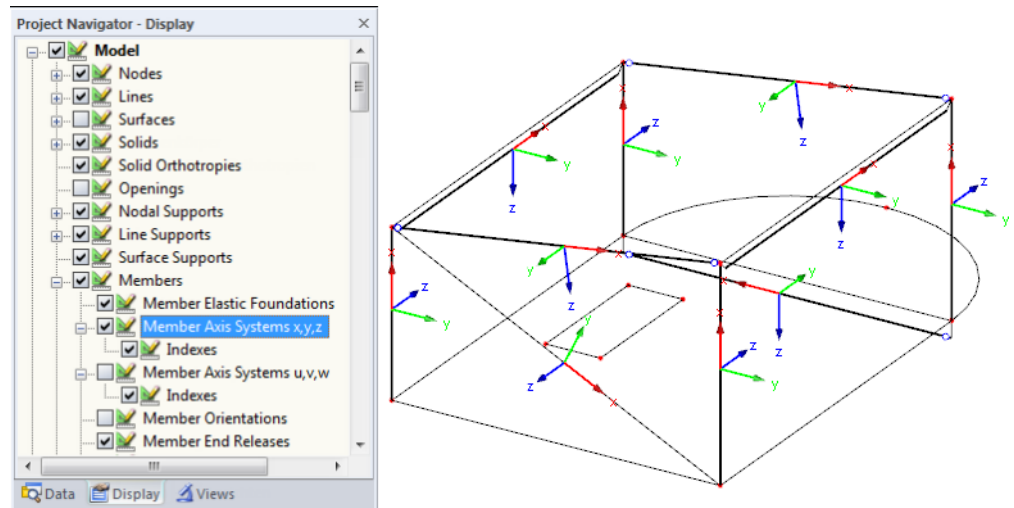 Project Navigator - Display
Model
Nodes
Lines
Surfaces
Solids
Solid Orthotropies
Openings
Nodal Supports
Line Supports
Surface Supports
Members
Member Elastic Foundations
Member Axis Systems x,y,z
Indexes
Member Axis Systems u,v,w
Indexes
Member Orientations
Member End Releases
Data Display Views
y x z
x y z
x z y
x y z
x z y
y x z
x z y
x y z
y z x
x z y